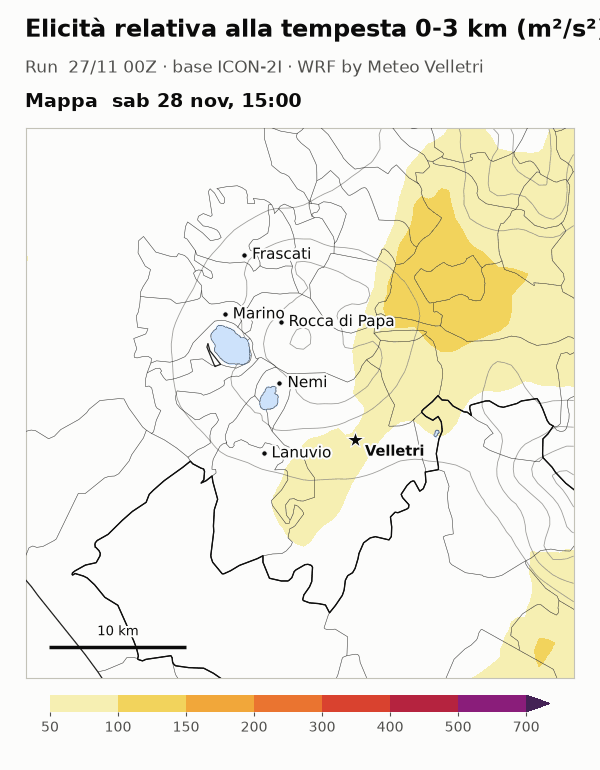 Elicità relativa alla tempesta 0-3 km (m²/s²)
Run  27/11 00Z · base ICON-2I · WRF by Meteo Velletri
Mappa  sab 28 nov, 15:00
Frascati
Marino
Rocca di Papa
Nemi
Lanuvio
Velletri
10 km
50 100 150 200 300 400 500 700